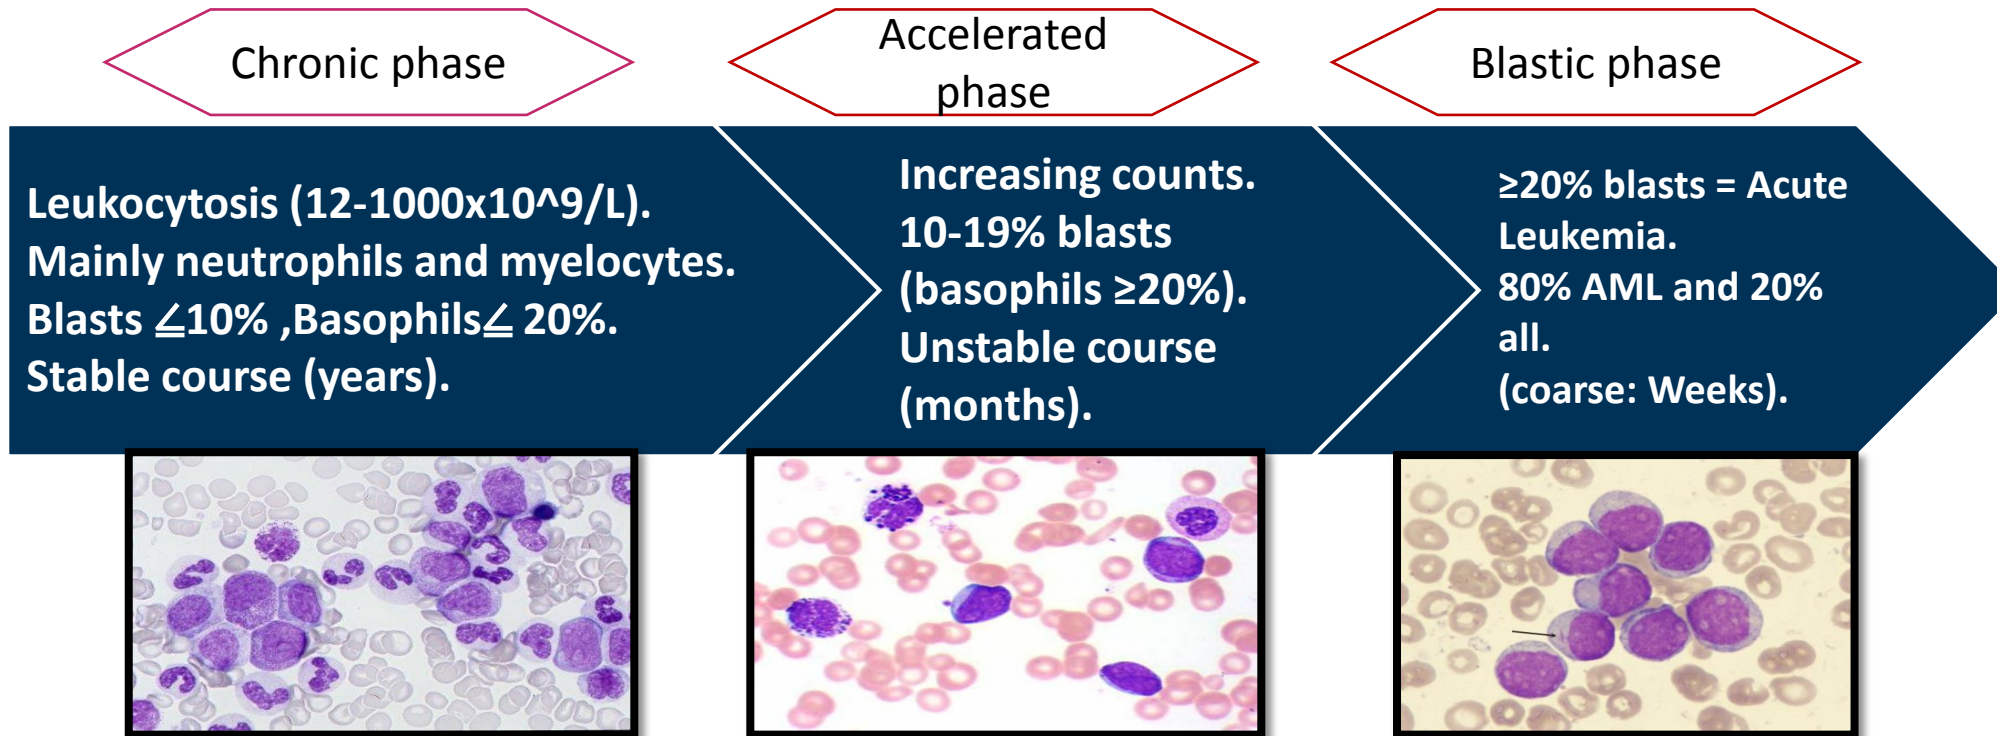 Chronic phase
Accelerated
phase
Blastic phase
Leukocytosis (12-1000x10^9/L).
Mainly neutrophils and myelocytes.
Blasts ≦10% ,Basophils≦ 20%.
Stable course (years).
Increasing counts.
10-19% blasts
(basophils ≥20%).
Unstable course
(months).
≥20% blasts = Acute
Leukemia.
80% AML and 20%
all.
(coarse: Weeks).